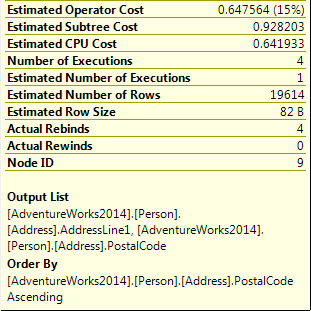 Estimated Operator Cost 0.647564 (15%)
Estimated Subtree Cost 0.928203
Estimated CPU Cost 0.641933
Number of Executions 4
Estimated Number of Executions 1
Estimated Number of Rows 19614
Estimated Row Size 82 B
Actual Rebinds 4
Actual Rewinds 0
Node ID 9
Output List
[AdventureWorks2014].[Person].
[Address].AddressLine1, [AdventureWorks2014].
[Person].[Address].PostalCode
Order By
[AdventureWorks2014].[Person].[Address].PostalCode
Ascending